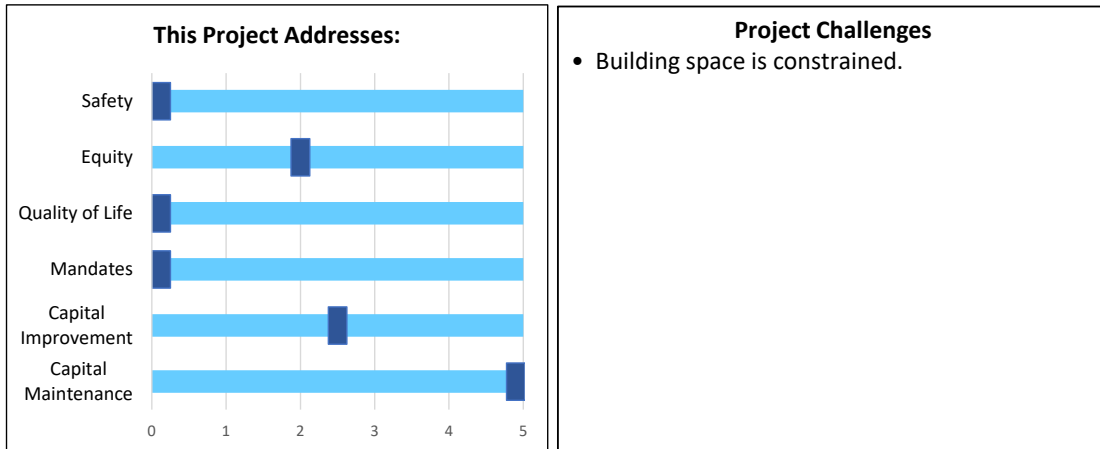 This Project Addresses:
Safety
Equity
Quality of Life
Mandates
Capital
Improvement
Capital
Maintenance
0 1 2 3 4 5
Project Challenges
• Building space is constrained.